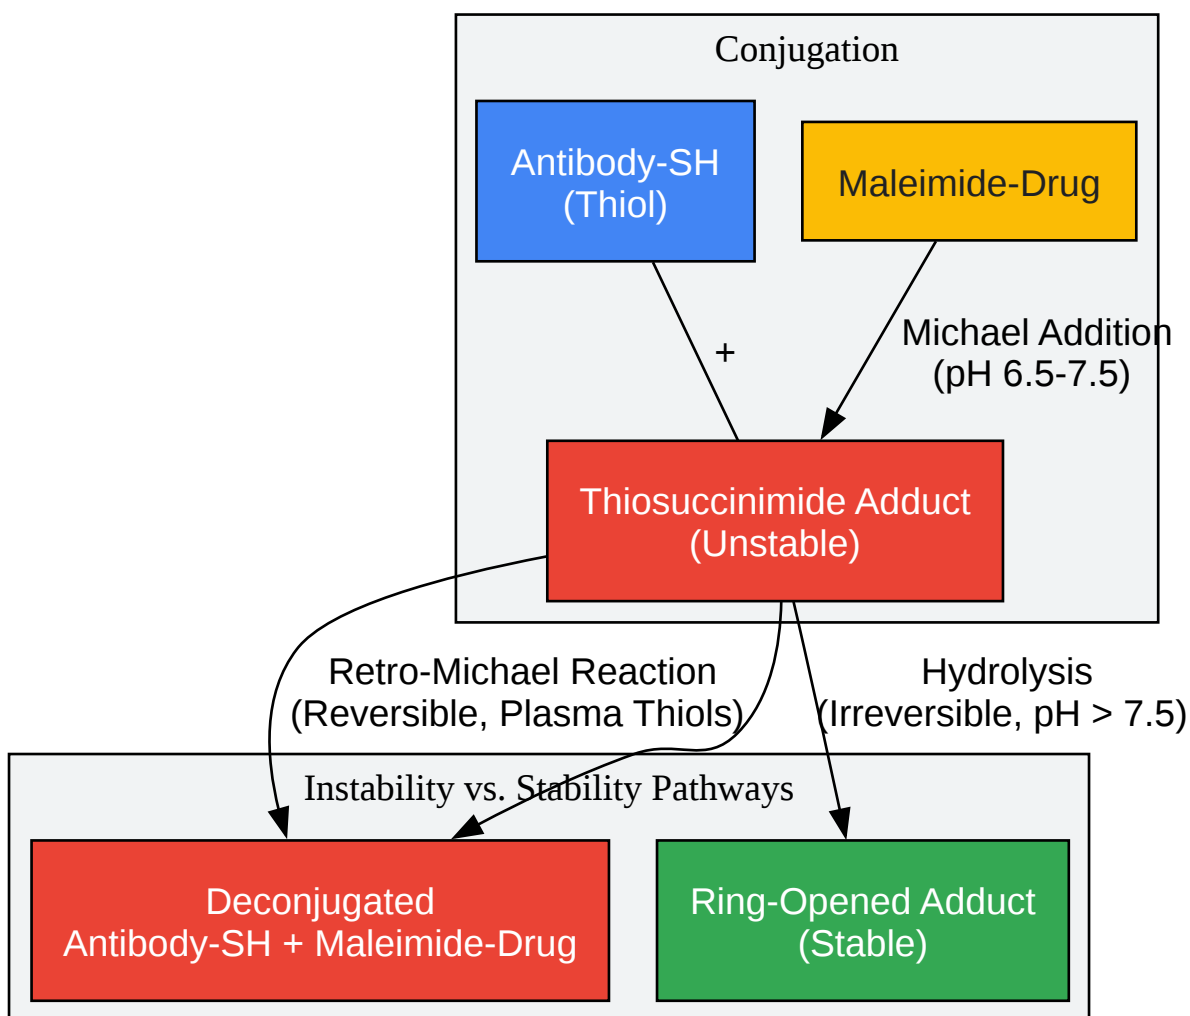 Conjugation
Antibody-SH
(Thiol)
Maleimide-Drug
+
Michael Addition
(pH 6.5-7.5)
Thiosuccinimide Adduct
(Unstable)
Retro-Michael Reaction
(Reversible, Plasma Thiols)
Hydrolysis
(Irreversible, pH > 7.5)
Instability vs. Stability Pathways
Deconjugated
Antibody-SH + Maleimide-Drug
Ring-Opened Adduct
(Stable)